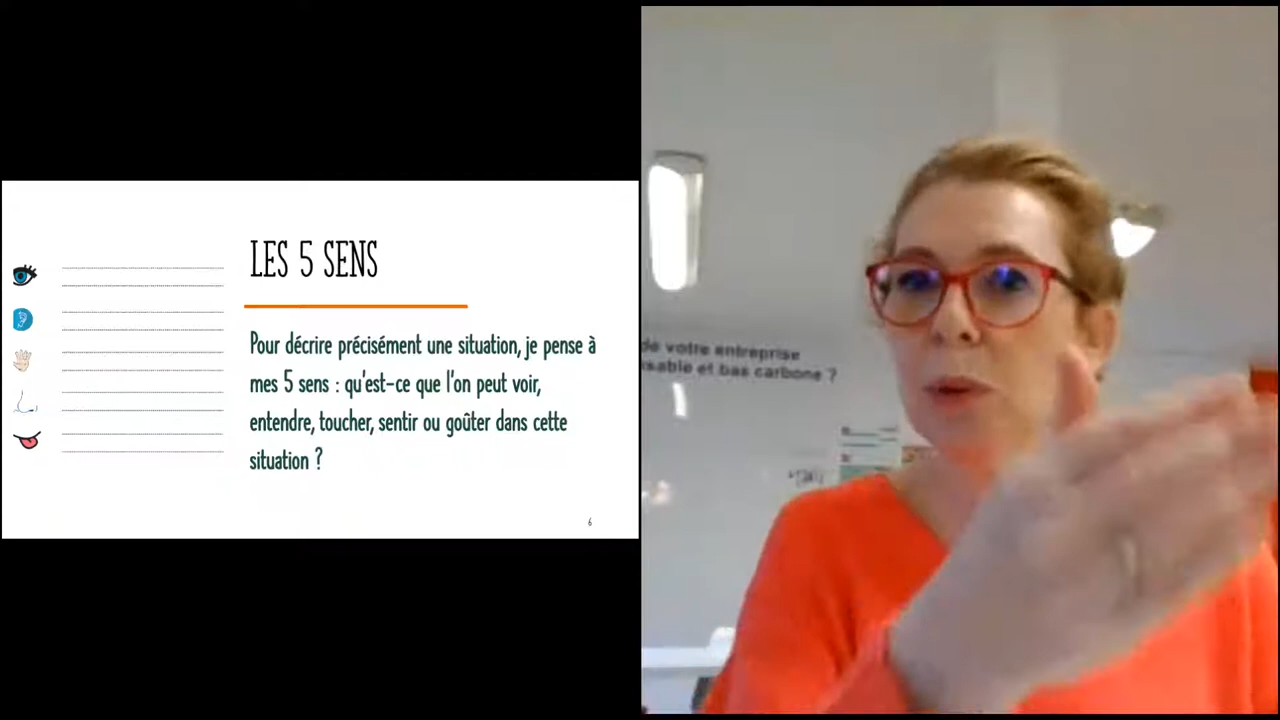 LES 5 SENS
Pour décrire précisément une situation, je pense à
mes 5 sens : qu'est-ce que l'on peut voir,
entendre, toucher, sentir ou goûter dans cette
situation ?
6
de votre entreprise
sable et bas carbone ?